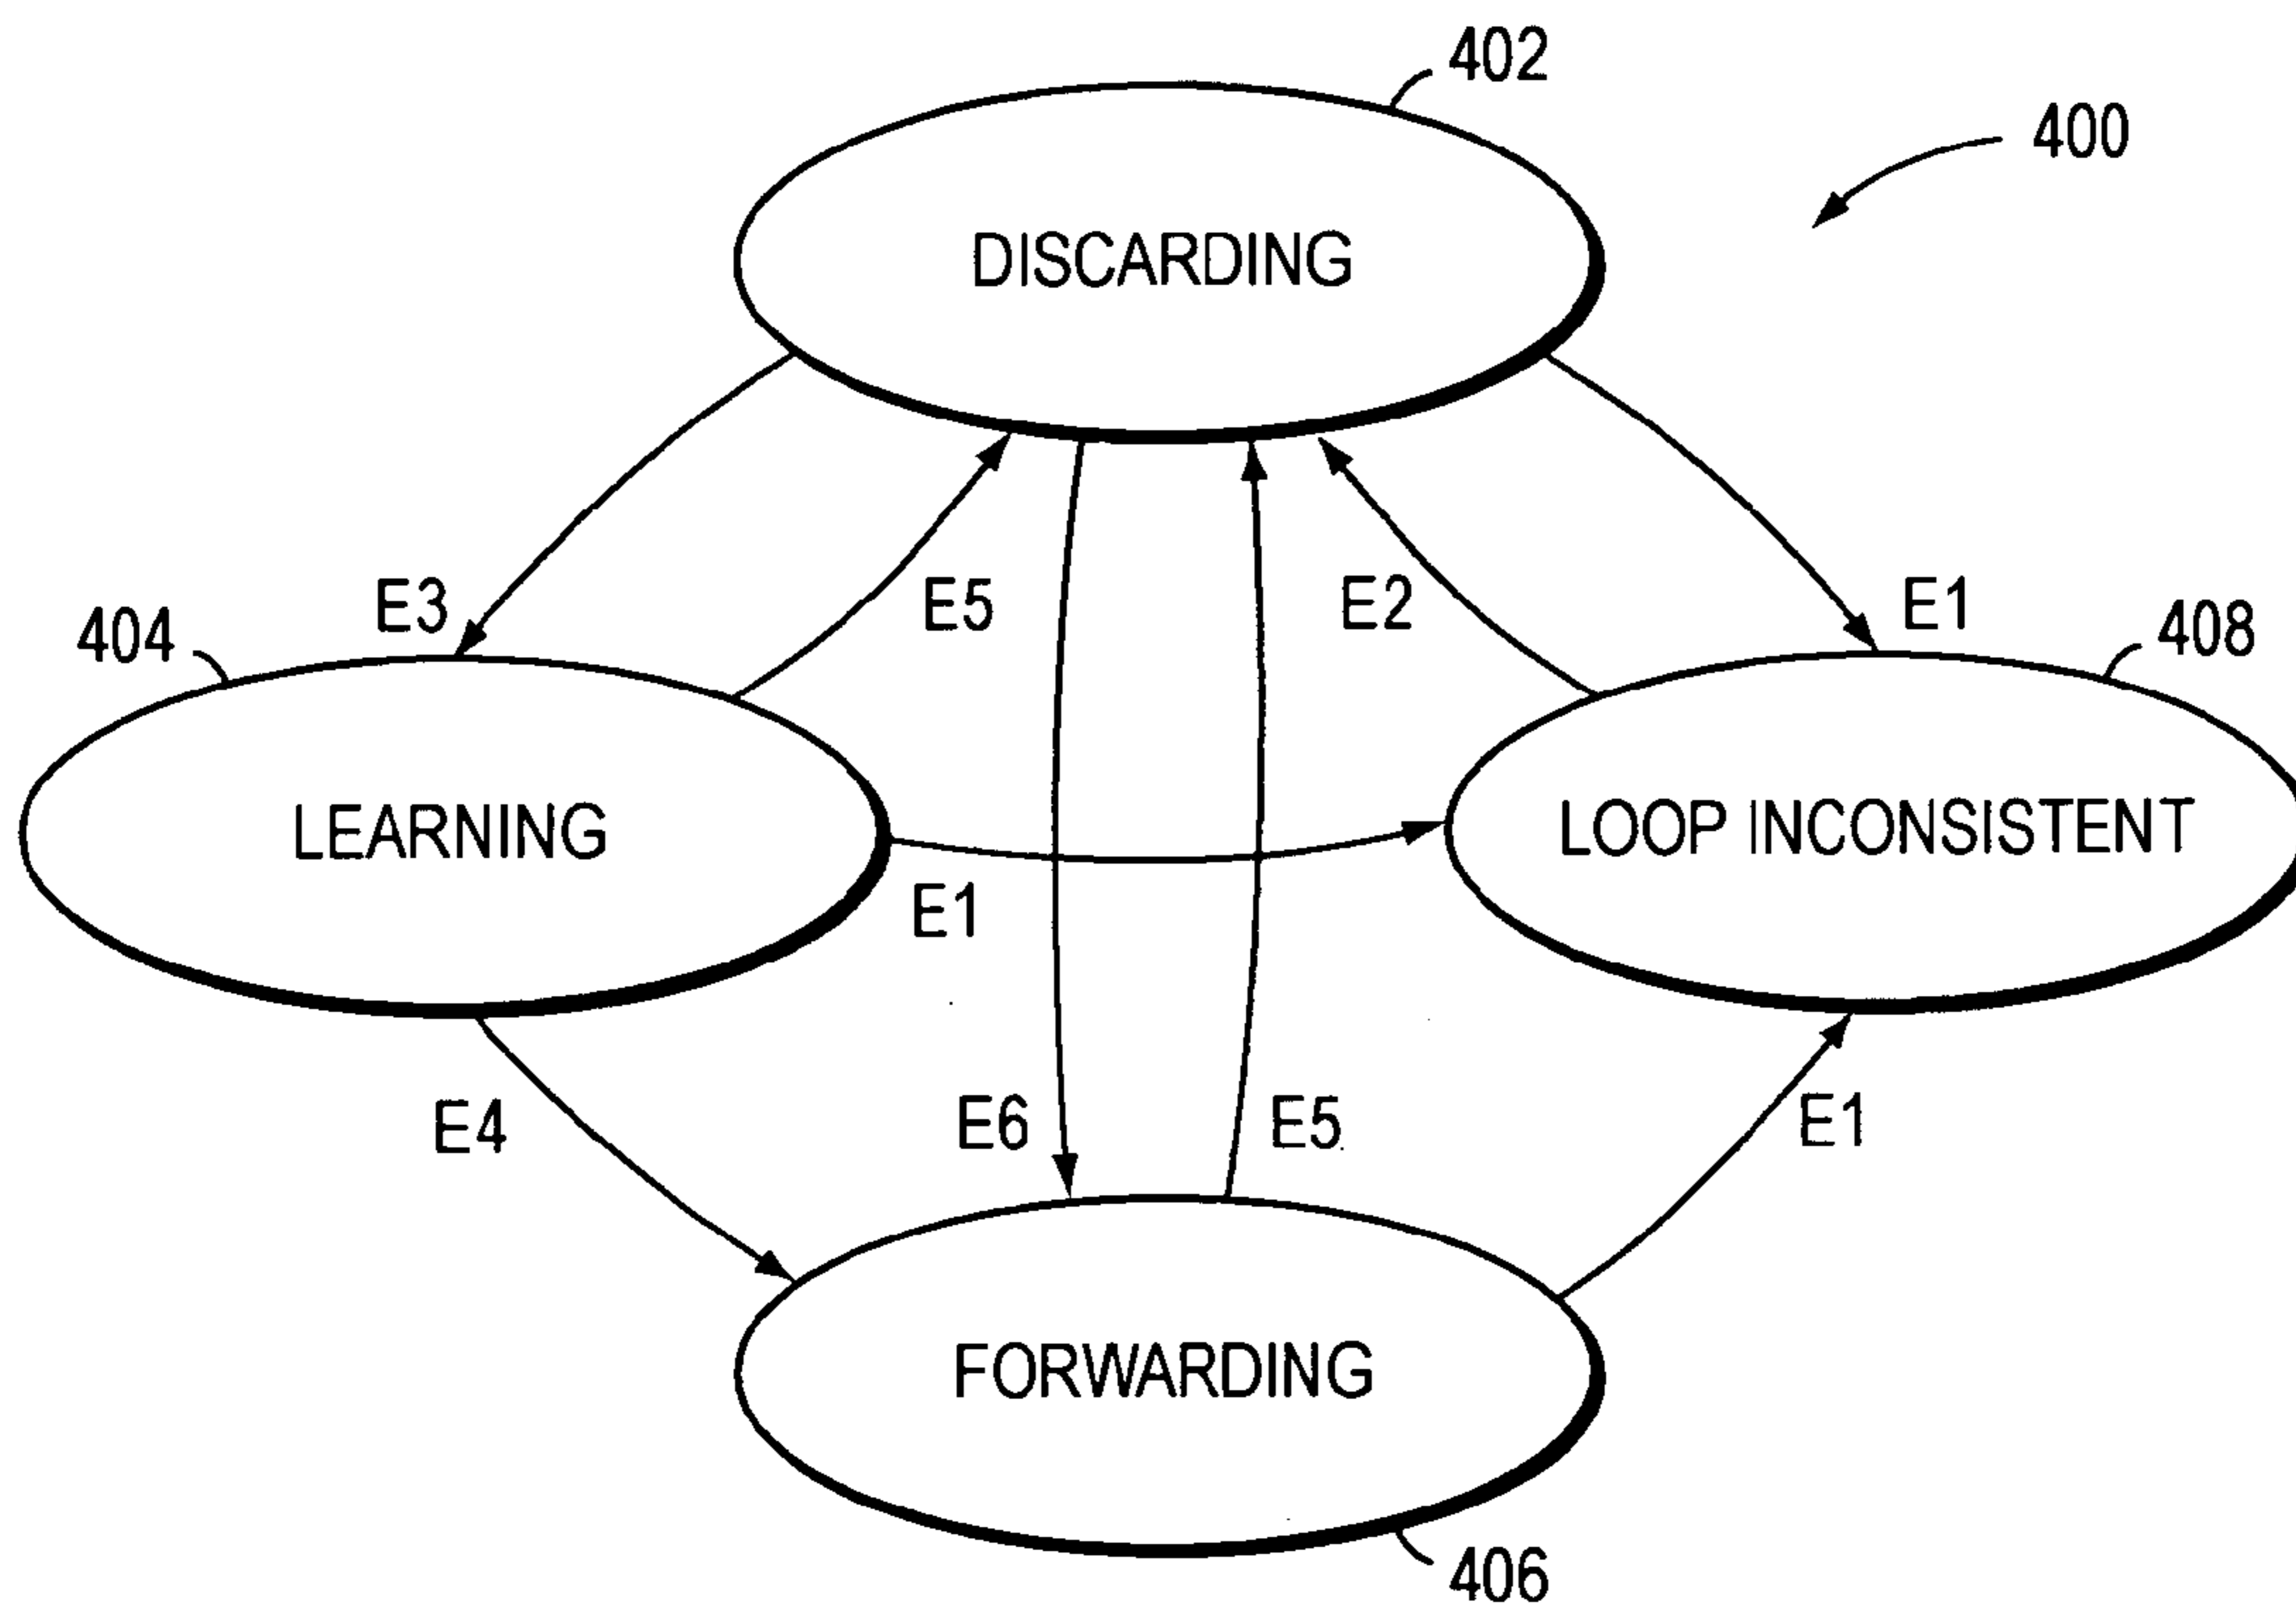 402
400
DISCARDING
E3
E5
E2
E1
404
408
LEARNING
LOOP INCONSISTENT
E1
E4
E6
E5
E1
FORWARDING
406